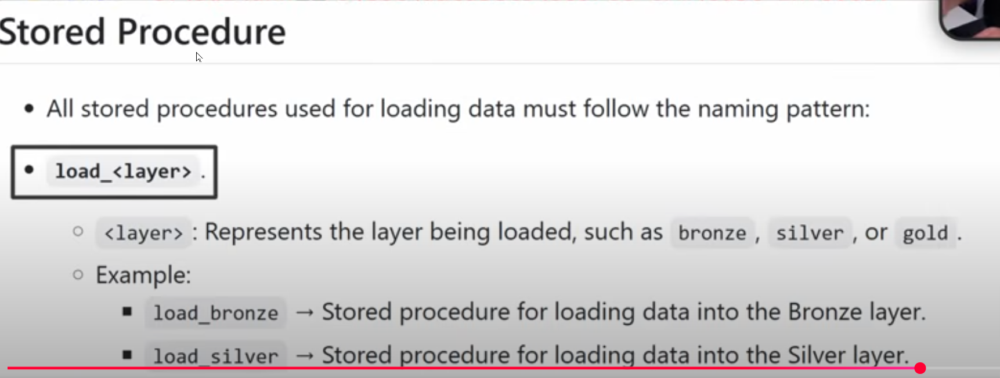 Stored Procedure
All stored procedures used for loading data must follow the naming pattern:
load_<layer> .
<layer> : Represents the layer being loaded, such as bronze , silver , or gold .
Example:
load_bronze → Stored procedure for loading data into the Bronze layer.
load_silver → Stored procedure for loading data into the Silver layer.